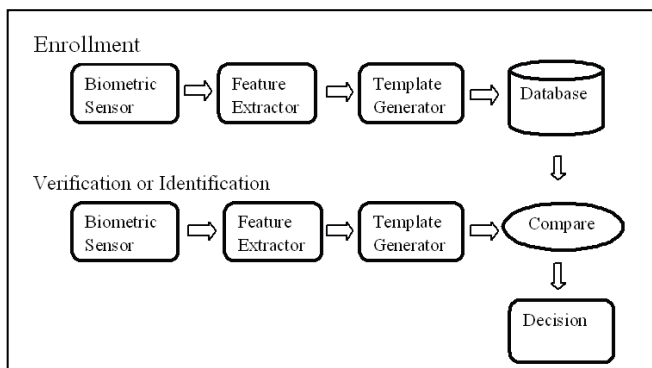 Enrollment
Biometric
Sensor
Feature
Extractor
Template
Generator
Database
Verification or Identification
Biometric
Sensor
Feature
Extractor
Template
Generator
Compare
Decision